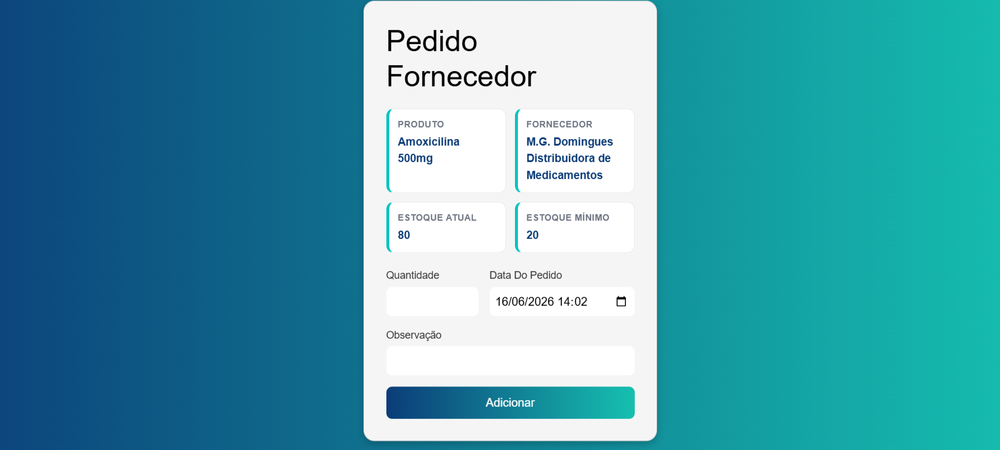 Pedido
Fornecedor
PRODUTO
Amoxicilina
500mg
FORNECEDOR
M.G. Domingues
Distribuidora de
Medicamentos
ESTOQUE ATUAL
80
ESTOQUE MÍNIMO
20
Quantidade
Data Do Pedido
16/06/2026 14:02
Observação
Adicionar